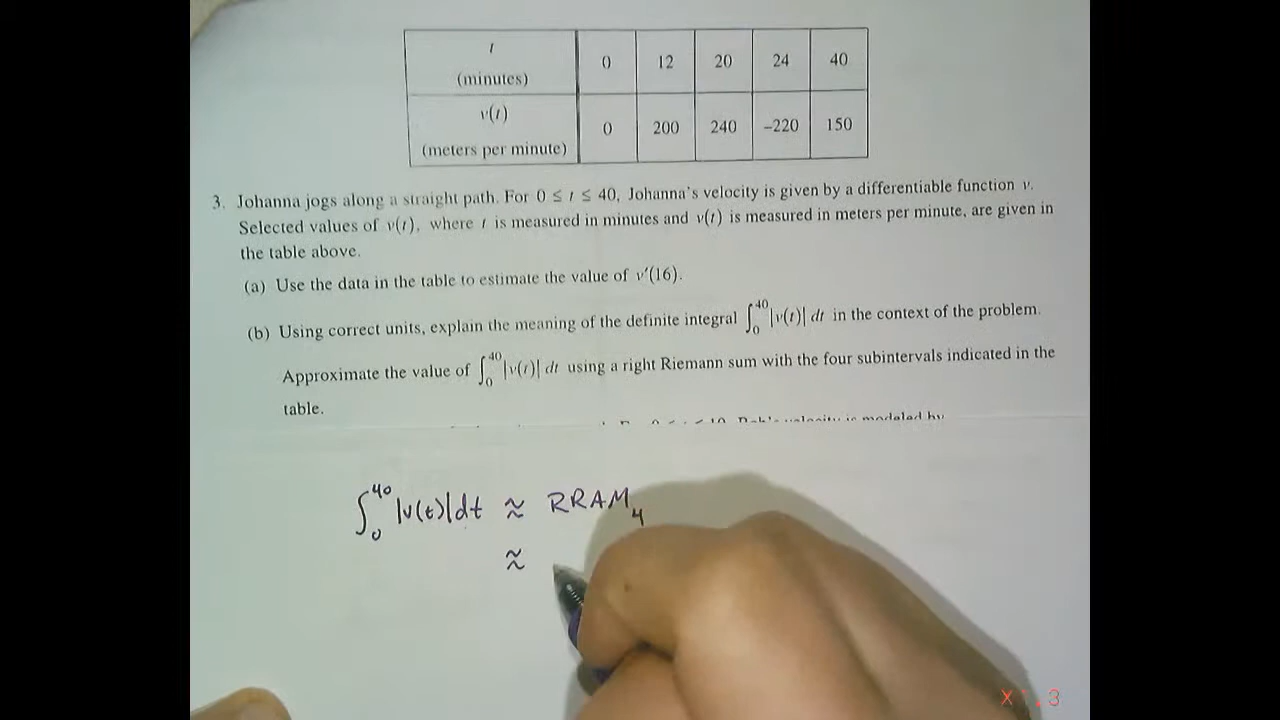 t (minutes) 0 12 20 24 40
v(t) (meters per minute) 0 200 240 –220 150
3. Johanna jogs along a straight path. For 0 ≤ t ≤ 40, Johanna's velocity is given by a differentiable function v.
Selected values of v(t), where t is measured in minutes and v(t) is measured in meters per minute, are given in
the table above.
(a) Use the data in the table to estimate the value of v′(16).
(b) Using correct units, explain the meaning of the definite integral ∫₀⁴⁰ |v(t)| dt in the context of the problem.
Approximate the value of ∫₀⁴⁰ |v(t)| dt using a right Riemann sum with the four subintervals indicated in the
table.
∫₀⁴⁰ |v(t)|dt ≈ RRAM₄
≈